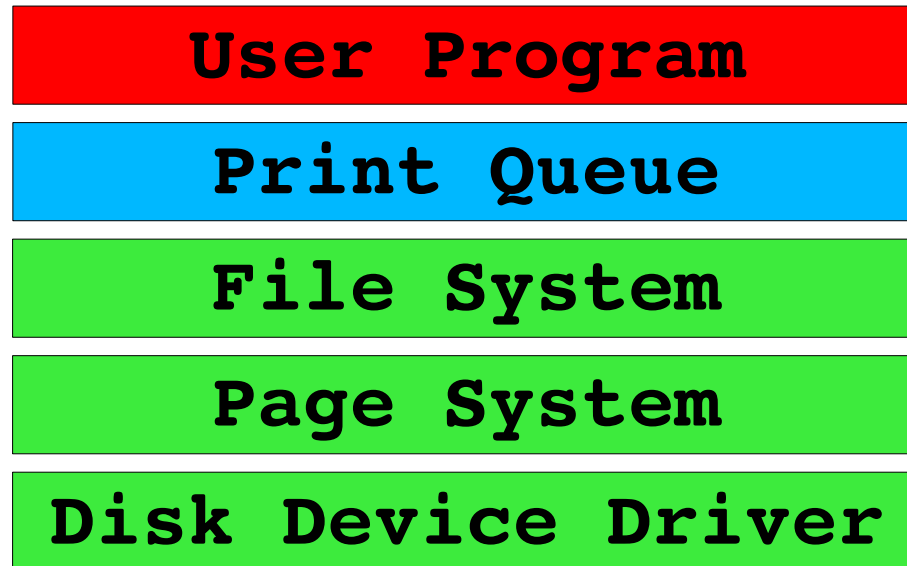 User Program
Print Queue
File System
Page System
Disk Device Driver